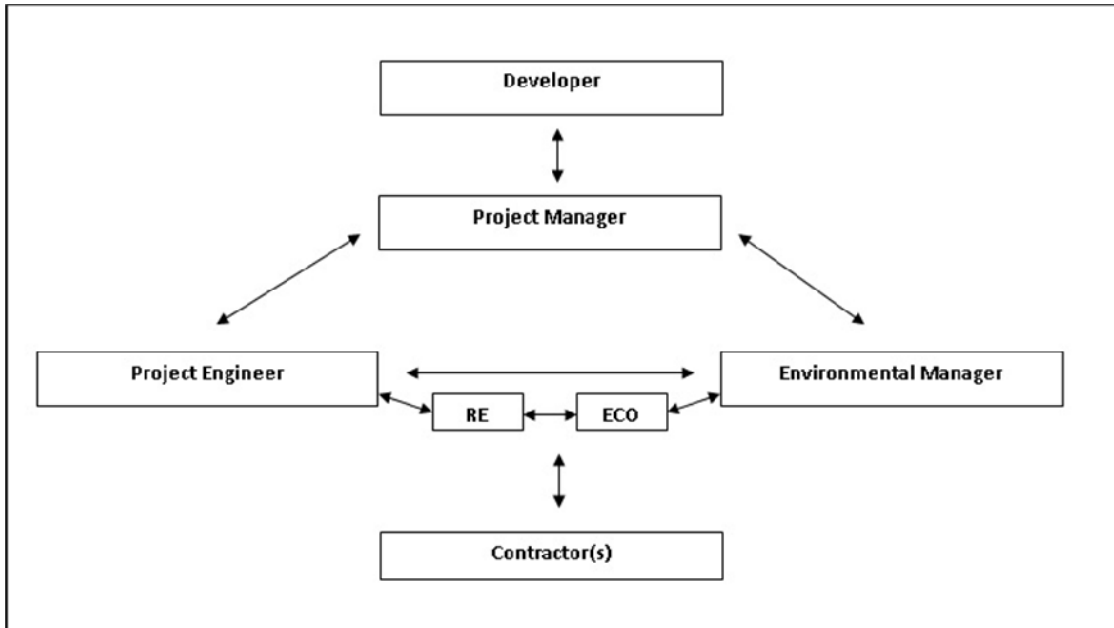 Developer
Project Manager
Project Engineer
Environmental Manager
RE
ECO
Contractor(s)